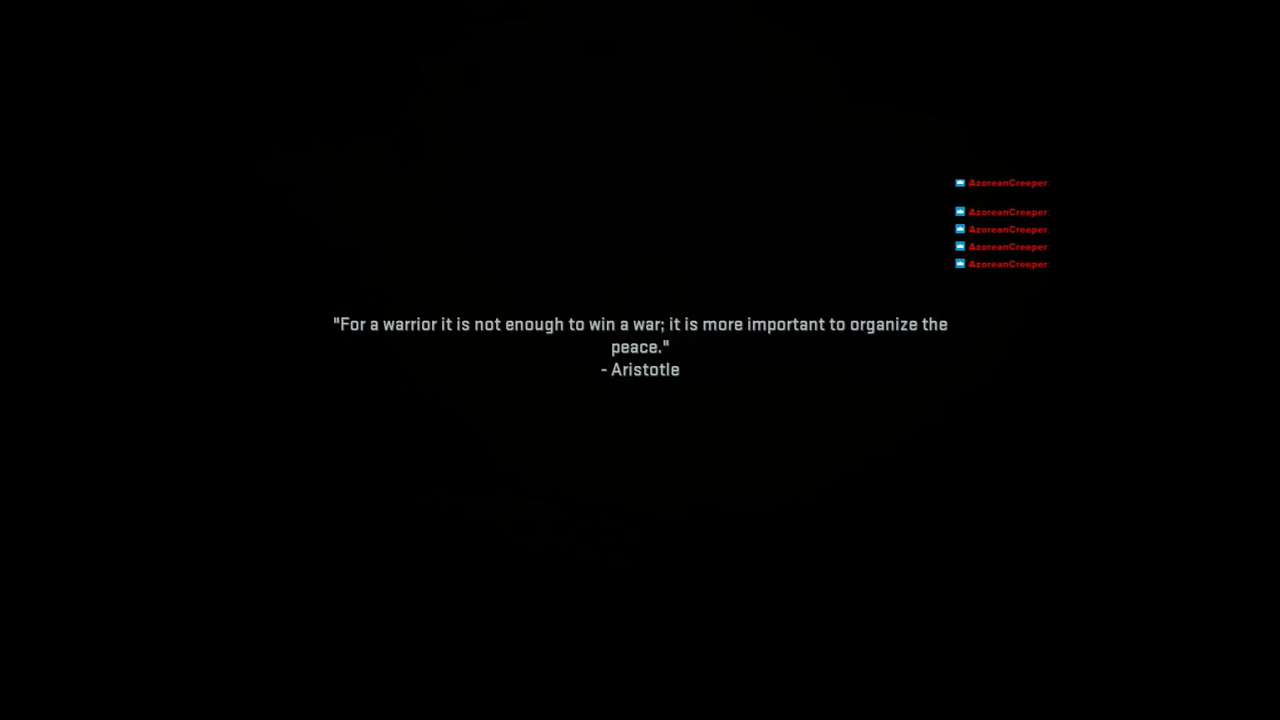 AzoreanCreeper:
AzoreanCreeper:
AzoreanCreeper:
AzoreanCreeper:
AzoreanCreeper:
"For a warrior it is not enough to win a war; it is more important to organize the
peace."
- Aristotle